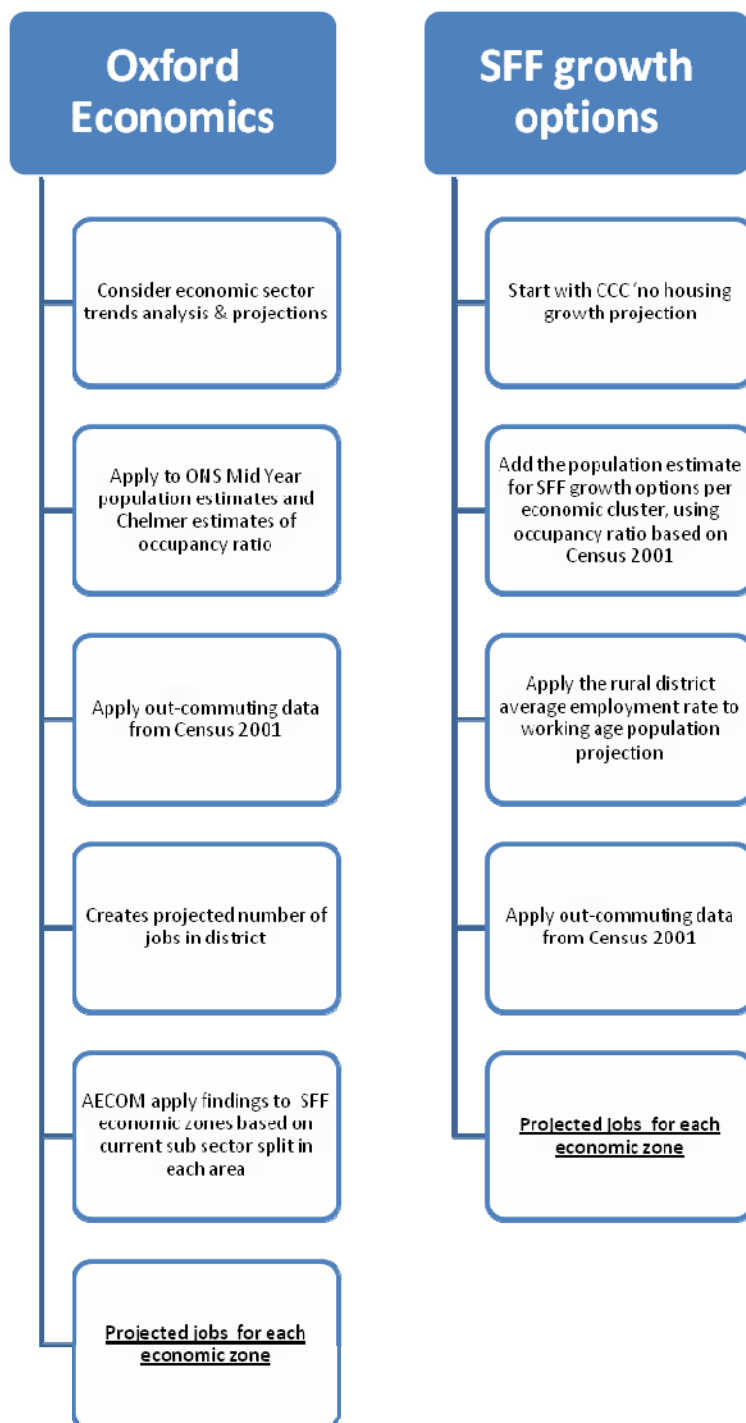 Oxford
Economics
Consider economic sector
trends analysis & projections
Apply to ONS Mid Year
population estimates and
Chelmer estimates of
occupancy ratio
Apply out-commuting data
from Census 2001
Creates projected number of
jobs in district
AECOM apply findings to SFF
economic zones based on
current sub sector split in
each area
Projected jobs for each
economic zone
SFF growth
options
Start with CCC 'no housing
growth projection
Add the population estimate
for SFF growth options per
economic cluster, using
occupancy ratio based on
Census 2001
Apply the rural district
average employment rate to
working age population
projection
Apply out-commuting data
from Census 2001
Projected jobs for each
economic zone